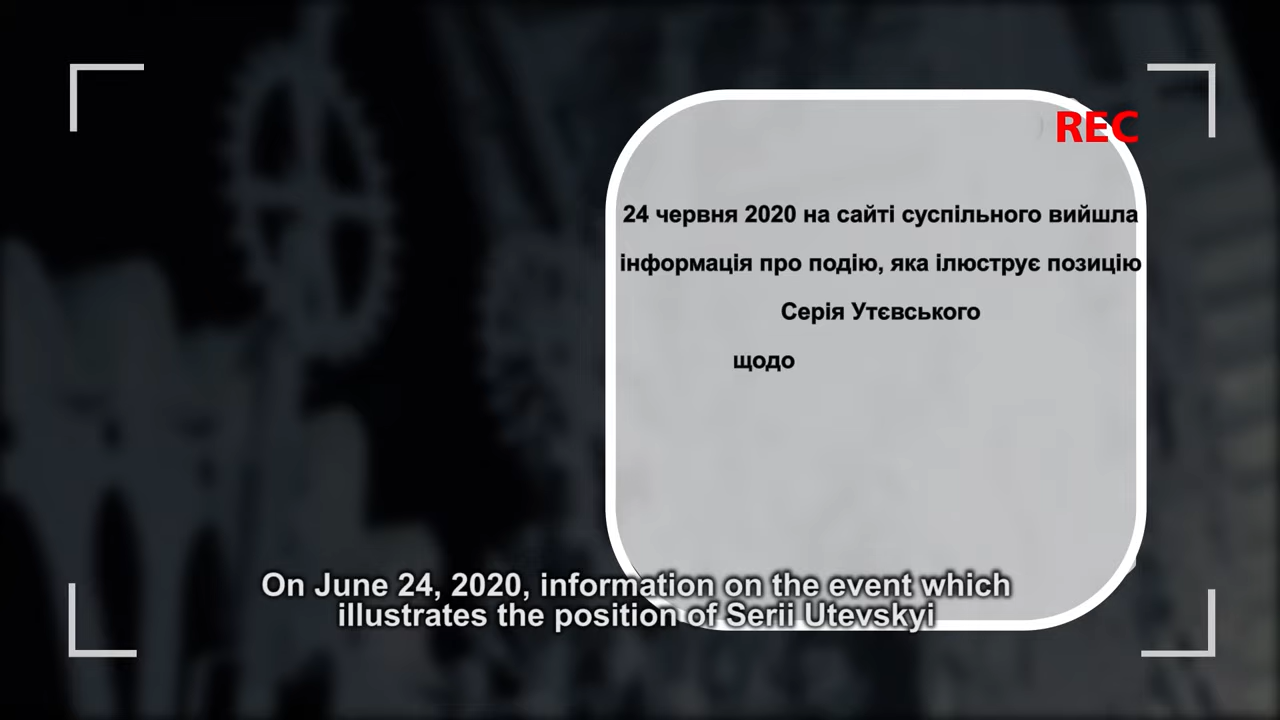 REC
24 червня 2020 на сайті суспільного вийшла
інформація про подію, яка ілюструє позицію
Серія Утєвського
щодо
On June 24, 2020, information on the event which
illustrates the position of Serii Utevskyi